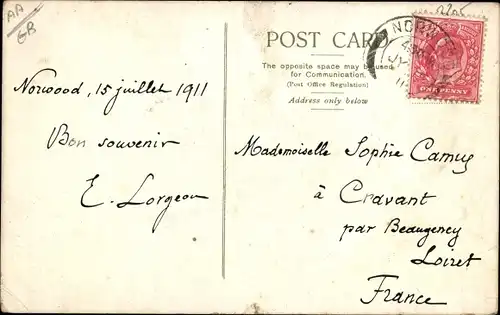 AA
GB
2205
POST CARD
The opposite space may be used
for Communication.
(Post Office Regulation)
Address only below
ONE PENNY
Norwood, 15 juillet 1911
Bon souvenir
E. Lorgeou
Mademoiselle Sophie Camus
à Cravant
par Beaugency
Loiret
France